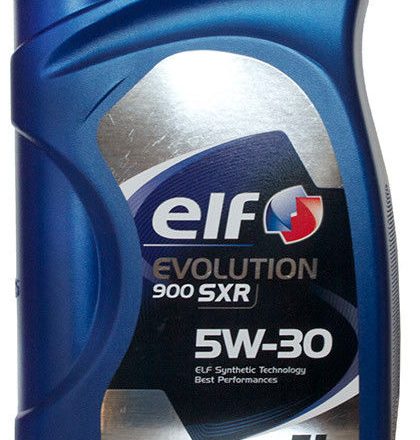 elf
EVOLUTION
900 SXR
5W-30
ELF Synthetic Technology
Best Performances